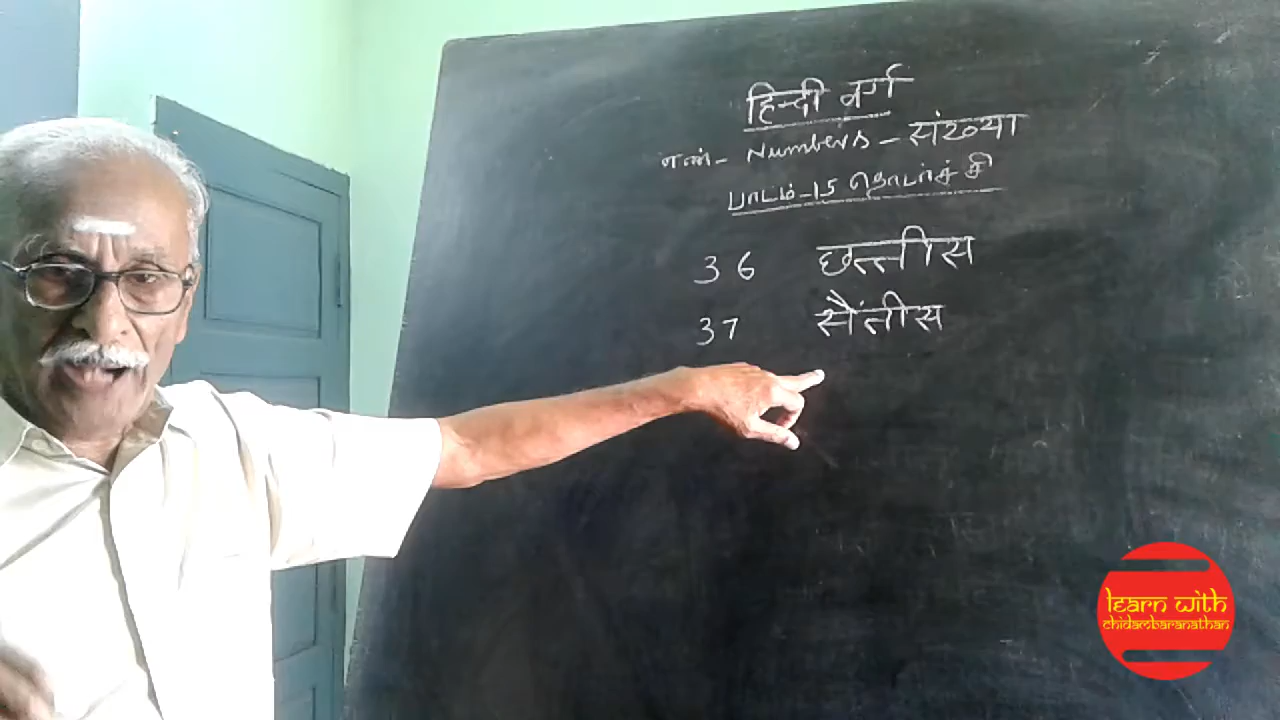 हिन्दी वर्ग
எண் - Numbers - संख्या
பாடம் - 15 தொடர்ச்சி
36 छत्तीस
37 सैंतीस
Learn with
chidambaranathan